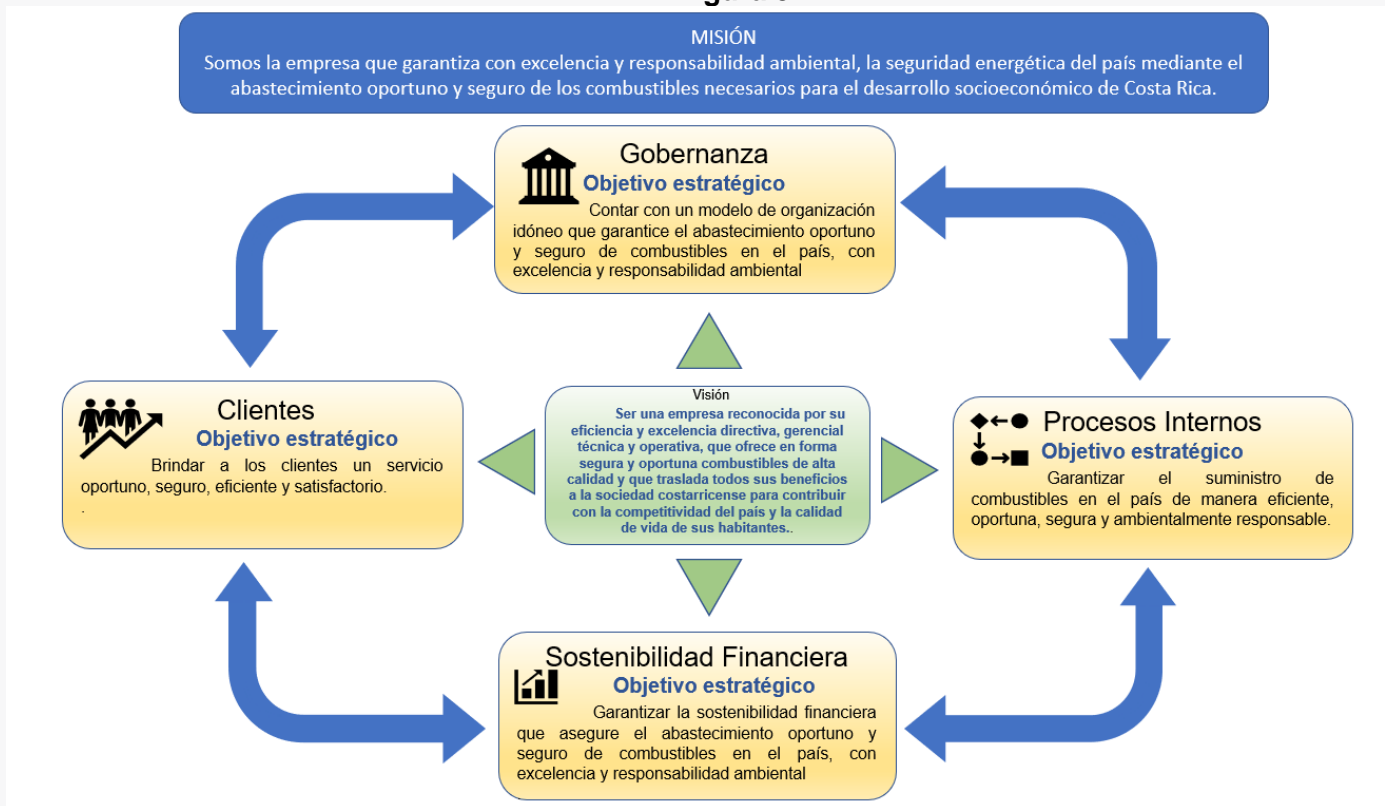 MISIÓN
Somos la empresa que garantiza con excelencia y responsabilidad ambiental, la seguridad energética del país mediante el
abastecimiento oportuno y seguro de los combustibles necesarios para el desarrollo socioeconómico de Costa Rica.
Gobernanza
Objetivo estratégico
Contar con un modelo de organización
idóneo que garantice el abastecimiento oportuno
y seguro de combustibles en el país, con
excelencia y responsabilidad ambiental
Clientes
Objetivo estratégico
Brindar a los clientes un servicio
oportuno, seguro, eficiente y satisfactorio.
.
Visión
Ser una empresa reconocida por su
eficiencia y excelencia directiva, gerencial
técnica y operativa, que ofrece en forma
segura y oportuna combustibles de alta
calidad y que traslada todos sus beneficios
a la sociedad costarricense para contribuir
con la competitividad del país y la calidad
de vida de sus habitantes..
Procesos Internos
Objetivo estratégico
Garantizar el suministro de
combustibles en el país de manera eficiente,
oportuna, segura y ambientalmente responsable.
Sostenibilidad Financiera
Objetivo estratégico
Garantizar la sostenibilidad financiera
que asegure el abastecimiento oportuno y
seguro de combustibles en el país, con
excelencia y responsabilidad ambiental